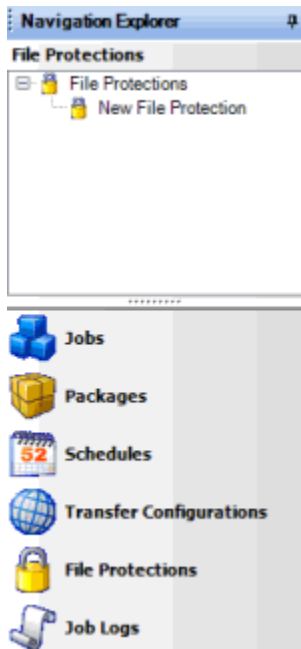 Navigation Explorer
File Protections
File Protections
New File Protection
Jobs
Packages
52
Schedules
Transfer Configurations
File Protections
Job Logs